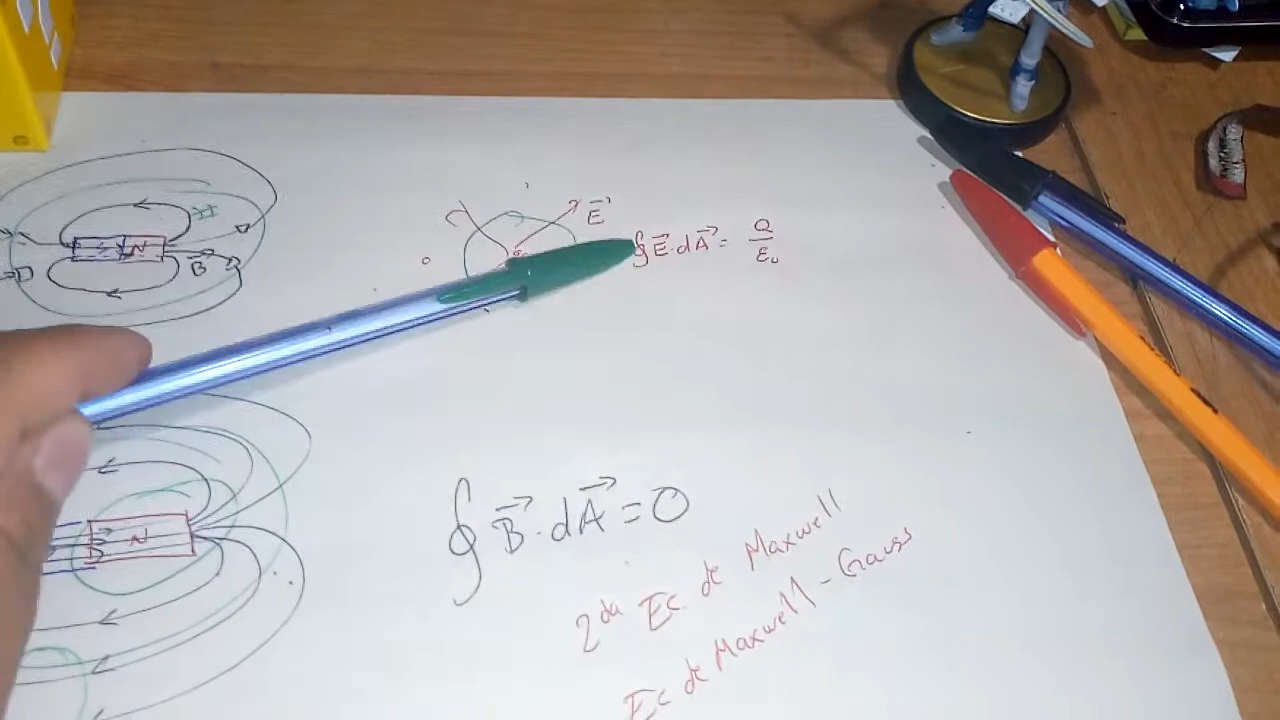 N
B⃗
E⃗
∮E⃗·dA⃗ = Q/ε₀
N
∮B⃗·dA⃗ = 0
2da Ec. de Maxwell
Ec de Maxwell-Gauss